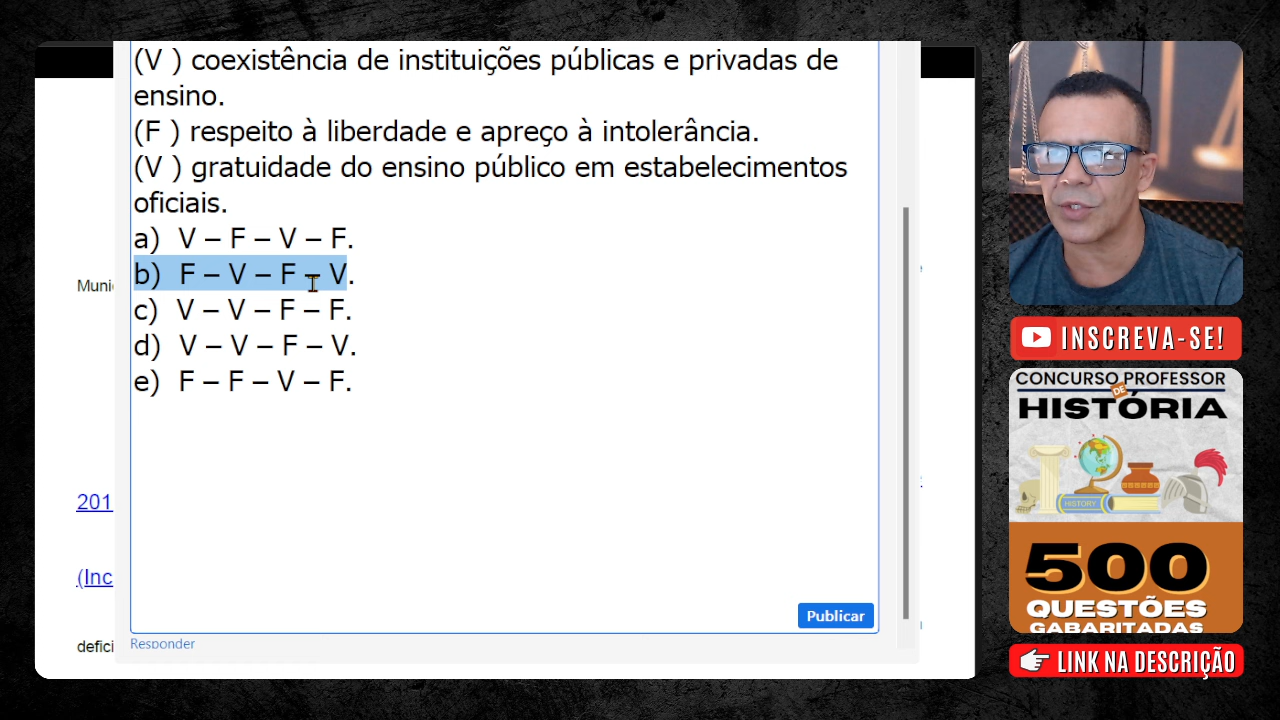 (V ) coexistência de instituições públicas e privadas de
ensino.
(F ) respeito à liberdade e apreço à intolerância.
(V ) gratuidade do ensino público em estabelecimentos
oficiais.
a) V – F – V – F.
b) F – V – F – V.
c) V – V – F – F.
d) V – V – F – V.
e) F – F – V – F.
Muni
201
(Inc
defici
Publicar
Responder
INSCREVA-SE!
CONCURSO PROFESSOR
DE
HISTÓRIA
HISTORY
500
QUESTÕES
GABARITADAS
LINK NA DESCRIÇÃO